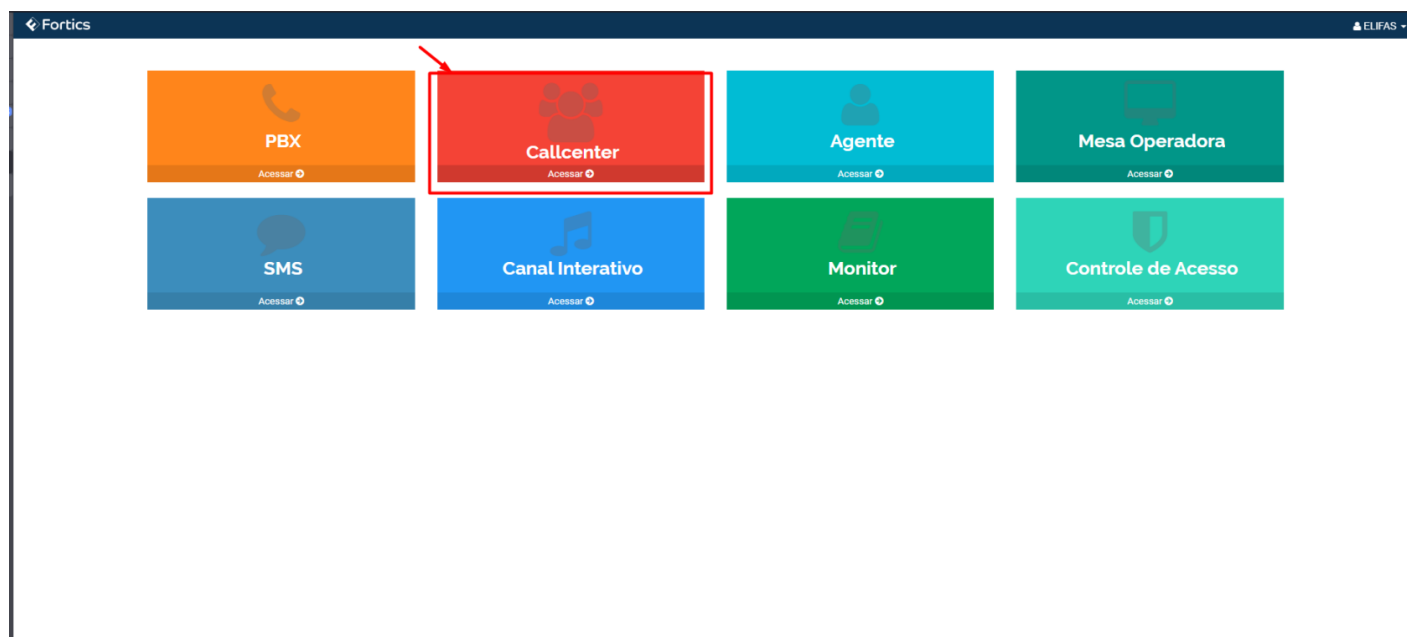 Fortics
ELIFAS
PBX
Acessar
Callcenter
Acessar
Agente
Acessar
Mesa Operadora
Acessar
SMS
Acessar
Canal Interativo
Acessar
Monitor
Acessar
Controle de Acesso
Acessar